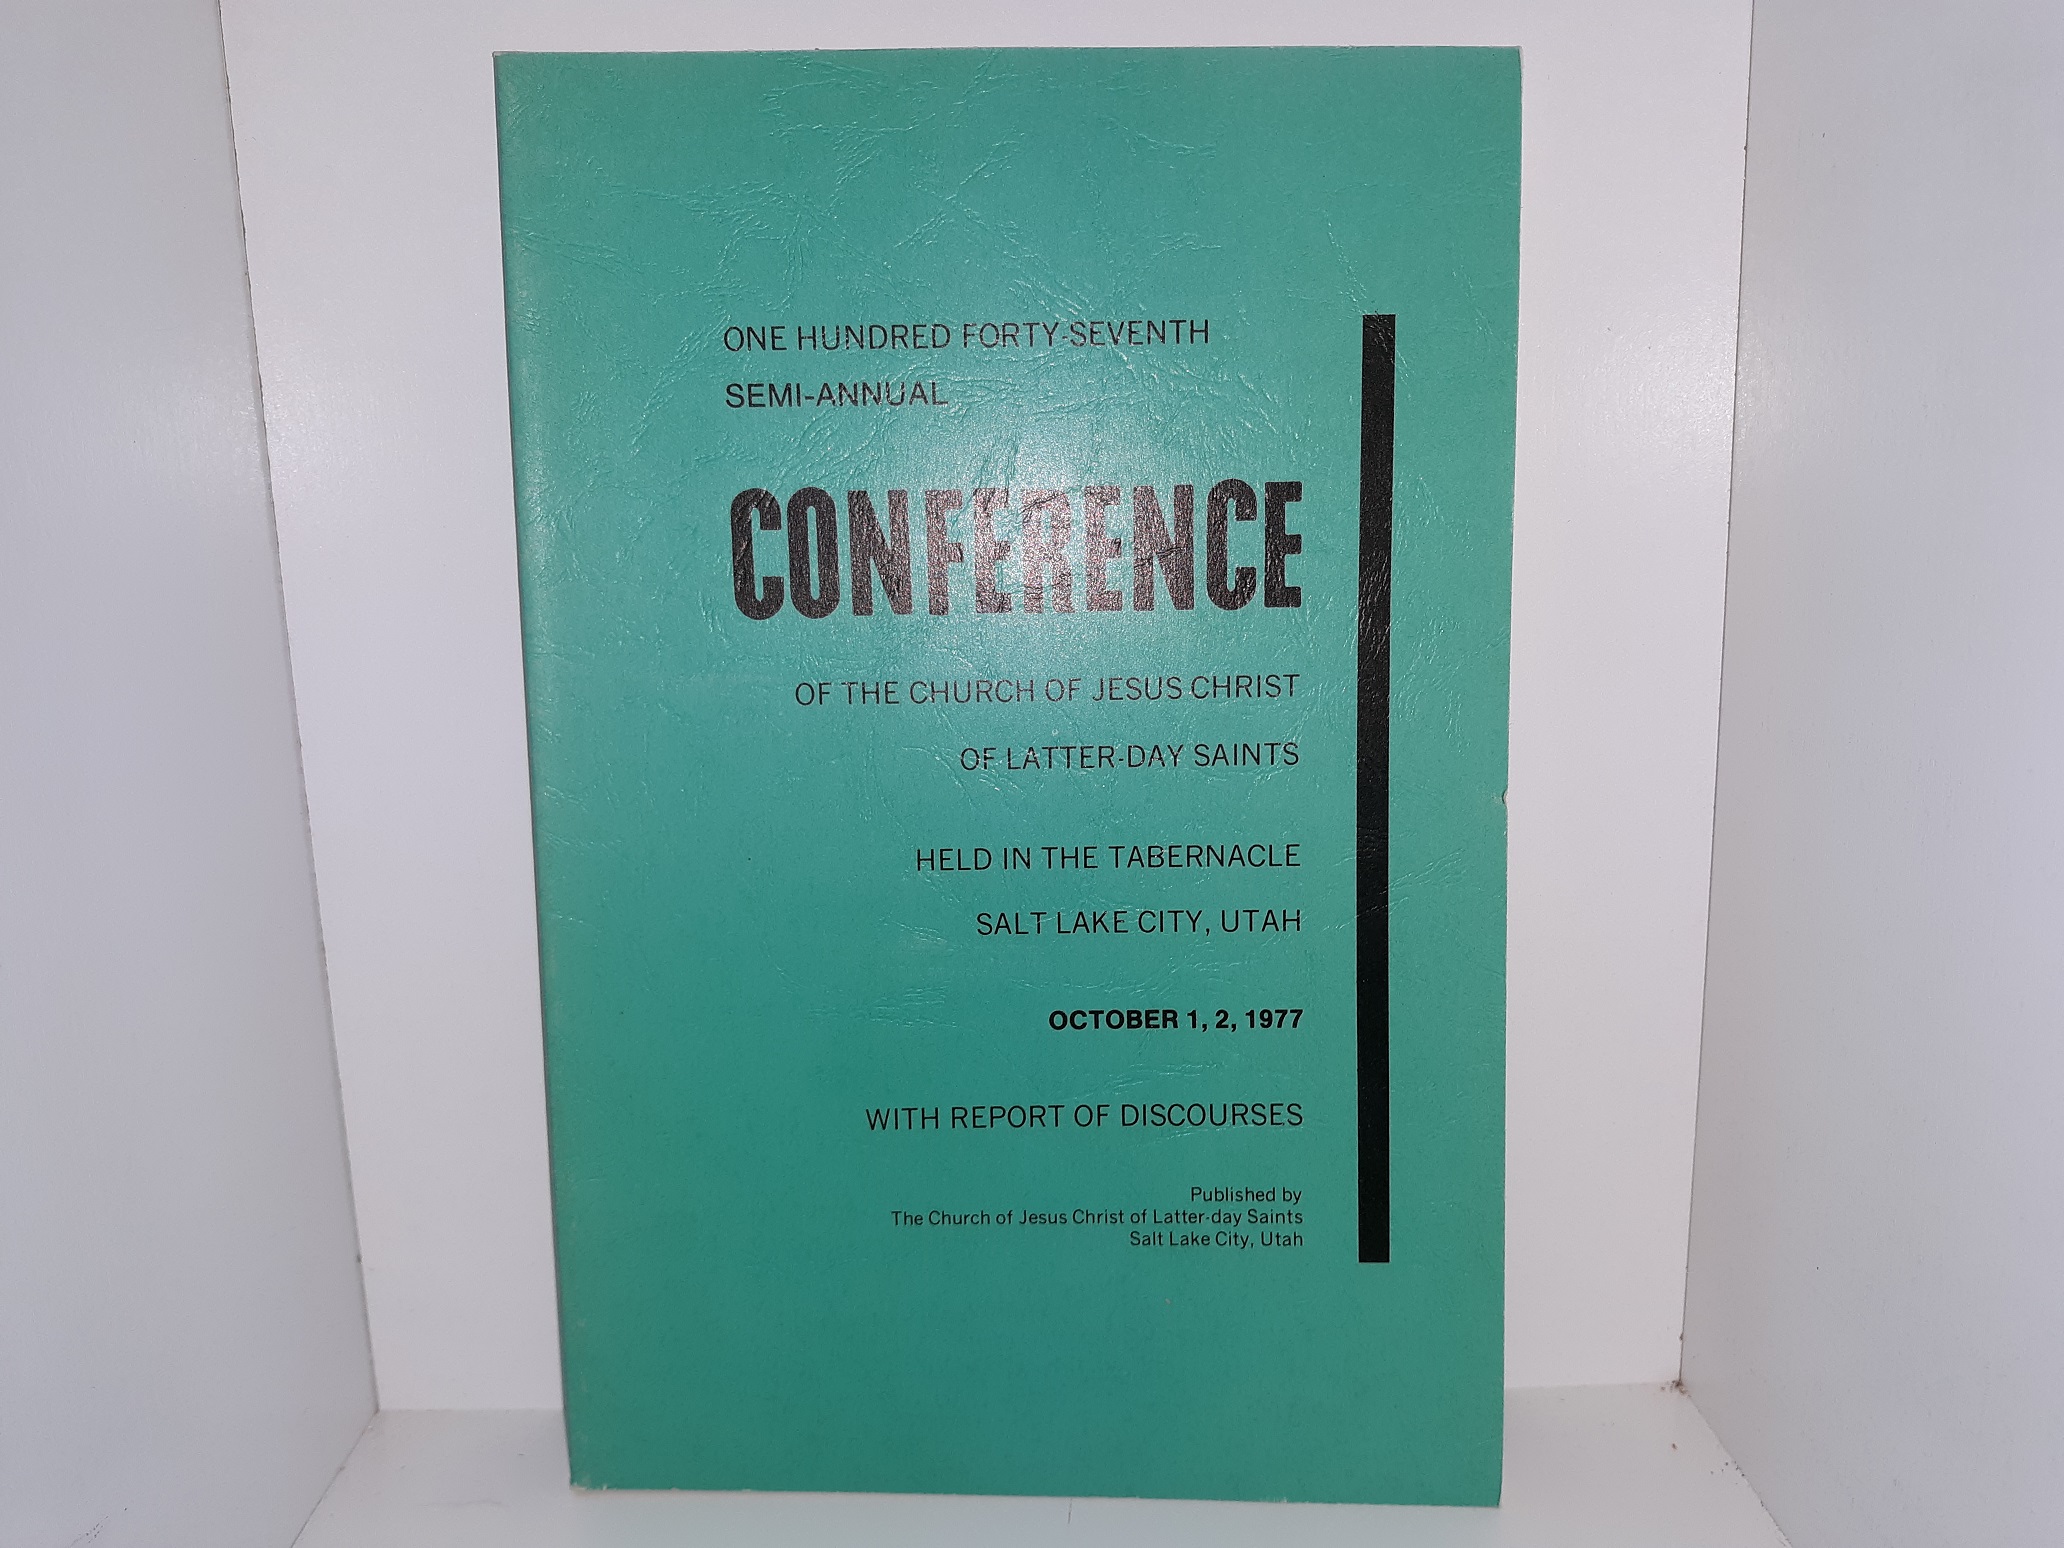 ONE HUNDRED FORTY-SEVENTH
SEMI-ANNUAL
CONFERENCE
OF THE CHURCH OF JESUS CHRIST
OF LATTER-DAY SAINTS
HELD IN THE TABERNACLE
SALT LAKE CITY, UTAH
OCTOBER 1, 2, 1977
WITH REPORT OF DISCOURSES
Published by
The Church of Jesus Christ of Latter-day Saints
Salt Lake City, Utah